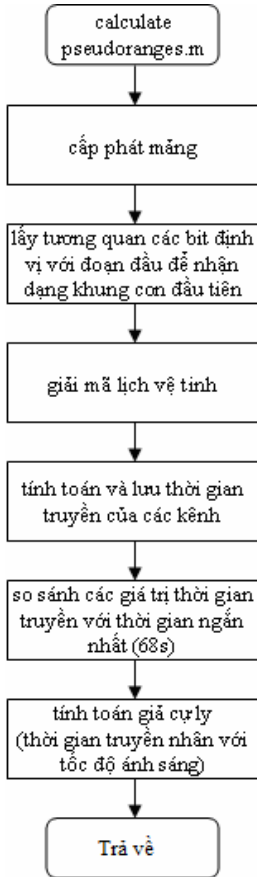 calculate
pseudoranges.m
cấp phát mảng
lấy tương quan các bit định
vị với đoạn đầu để nhận
dạng khung con đầu tiên
giải mã lịch vệ tinh
tính toán và lưu thời gian
truyền của các kênh
so sánh các giá trị thời gian
truyền với thời gian ngắn
nhất (68s)
tính toán giả cự ly
(thời gian truyền nhân với
tốc độ ánh sáng)
Trả về